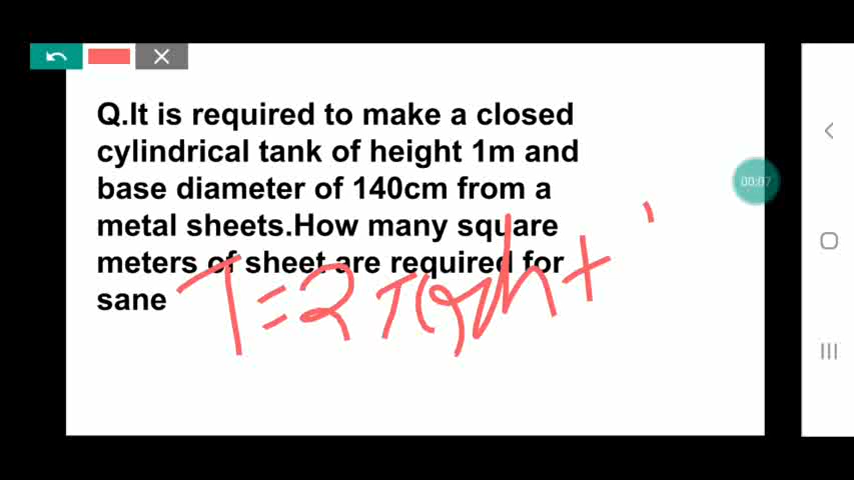 Q.It is required to make a closed
cylindrical tank of height 1m and
base diameter of 140cm from a
metal sheets.How many square
meters of sheet are required for
sane
T=2πrh+
00:07